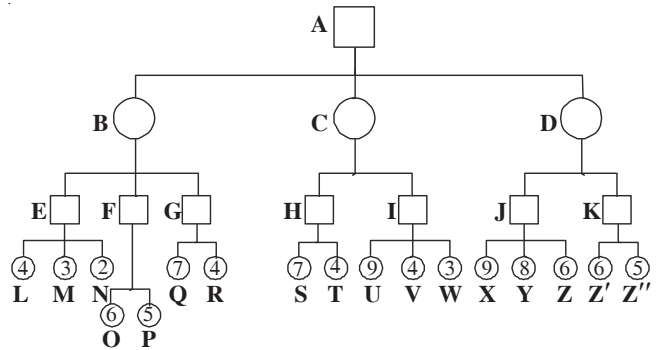 A
B C D
E F G H I J K
4 3 2 7 4 7 4 9 4 3 9 8 6 6 5
L M N Q R S T U V W X Y Z Z′ Z′′
6 5
O P